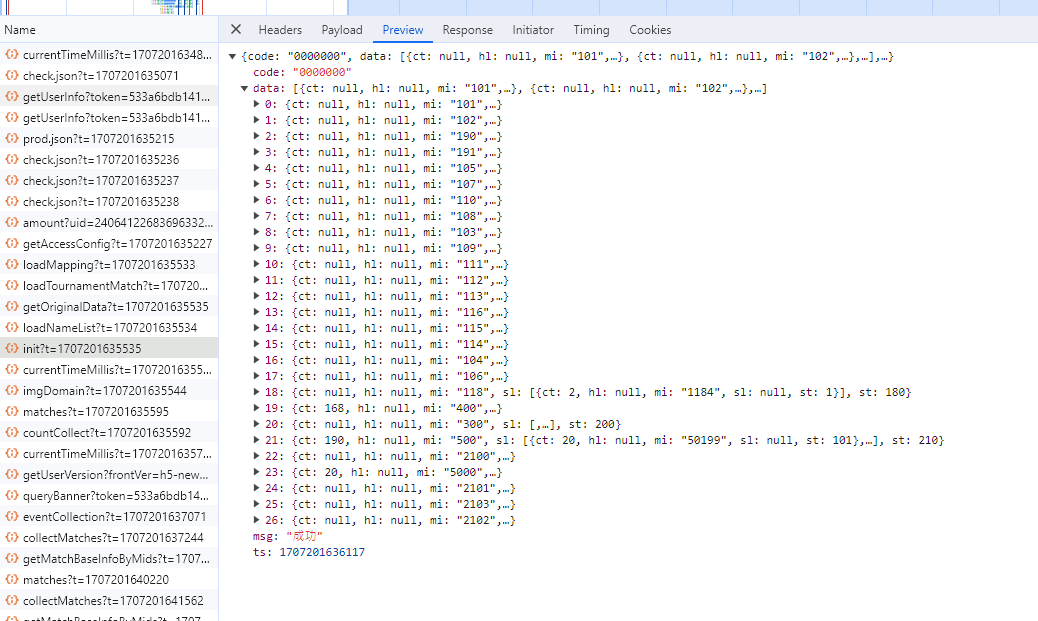 Name
Headers Payload Preview Response Initiator Timing Cookies
currentTimeMillis?t=17072016348...
check.json?t=1707201635071
getUserInfo?token=533a6bdb141...
getUserInfo?token=533a6bdb141...
prod.json?t=1707201635215
check.json?t=1707201635236
check.json?t=1707201635237
check.json?t=1707201635238
amount?uid=24064122683696332...
getAccessConfig?t=1707201635227
loadMapping?t=1707201635533
loadTournamentMatch?t=170720...
getOriginalData?t=1707201635535
loadNameList?t=1707201635534
init?t=1707201635535
currentTimeMillis?t=17072016355...
imgDomain?t=1707201635544
matches?t=1707201635595
countCollect?t=1707201635592
currentTimeMillis?t=17072016357...
getUserVersion?frontVer=h5-new...
queryBanner?token=533a6bdb14...
eventCollection?t=1707201637071
collectMatches?t=1707201637244
getMatchBaseInfoByMids?t=1707...
matches?t=1707201640220
collectMatches?t=1707201641562
getMatchBaseInfoByMids?t=1707...
{code: "0000000", data: [{ct: null, hl: null, mi: "101",…}, {ct: null, hl: null, mi: "102",…},…],…}
code: "0000000"
data: [{ct: null, hl: null, mi: "101",…}, {ct: null, hl: null, mi: "102",…},…]
0: {ct: null, hl: null, mi: "101",…}
1: {ct: null, hl: null, mi: "102",…}
2: {ct: null, hl: null, mi: "190",…}
3: {ct: null, hl: null, mi: "191",…}
4: {ct: null, hl: null, mi: "105",…}
5: {ct: null, hl: null, mi: "107",…}
6: {ct: null, hl: null, mi: "110",…}
7: {ct: null, hl: null, mi: "108",…}
8: {ct: null, hl: null, mi: "103",…}
9: {ct: null, hl: null, mi: "109",…}
10: {ct: null, hl: null, mi: "111",…}
11: {ct: null, hl: null, mi: "112",…}
12: {ct: null, hl: null, mi: "113",…}
13: {ct: null, hl: null, mi: "116",…}
14: {ct: null, hl: null, mi: "115",…}
15: {ct: null, hl: null, mi: "114",…}
16: {ct: null, hl: null, mi: "104",…}
17: {ct: null, hl: null, mi: "106",…}
18: {ct: null, hl: null, mi: "118", sl: [{ct: 2, hl: null, mi: "1184", sl: null, st: 1}], st: 180}
19: {ct: 168, hl: null, mi: "400",…}
20: {ct: null, hl: null, mi: "300", sl: [,…], st: 200}
21: {ct: 190, hl: null, mi: "500", sl: [{ct: 20, hl: null, mi: "50199", sl: null, st: 101},…], st: 210}
22: {ct: null, hl: null, mi: "2100",…}
23: {ct: 20, hl: null, mi: "5000",…}
24: {ct: null, hl: null, mi: "2101",…}
25: {ct: null, hl: null, mi: "2103",…}
26: {ct: null, hl: null, mi: "2102",…}
msg: "成功"
ts: 1707201636117